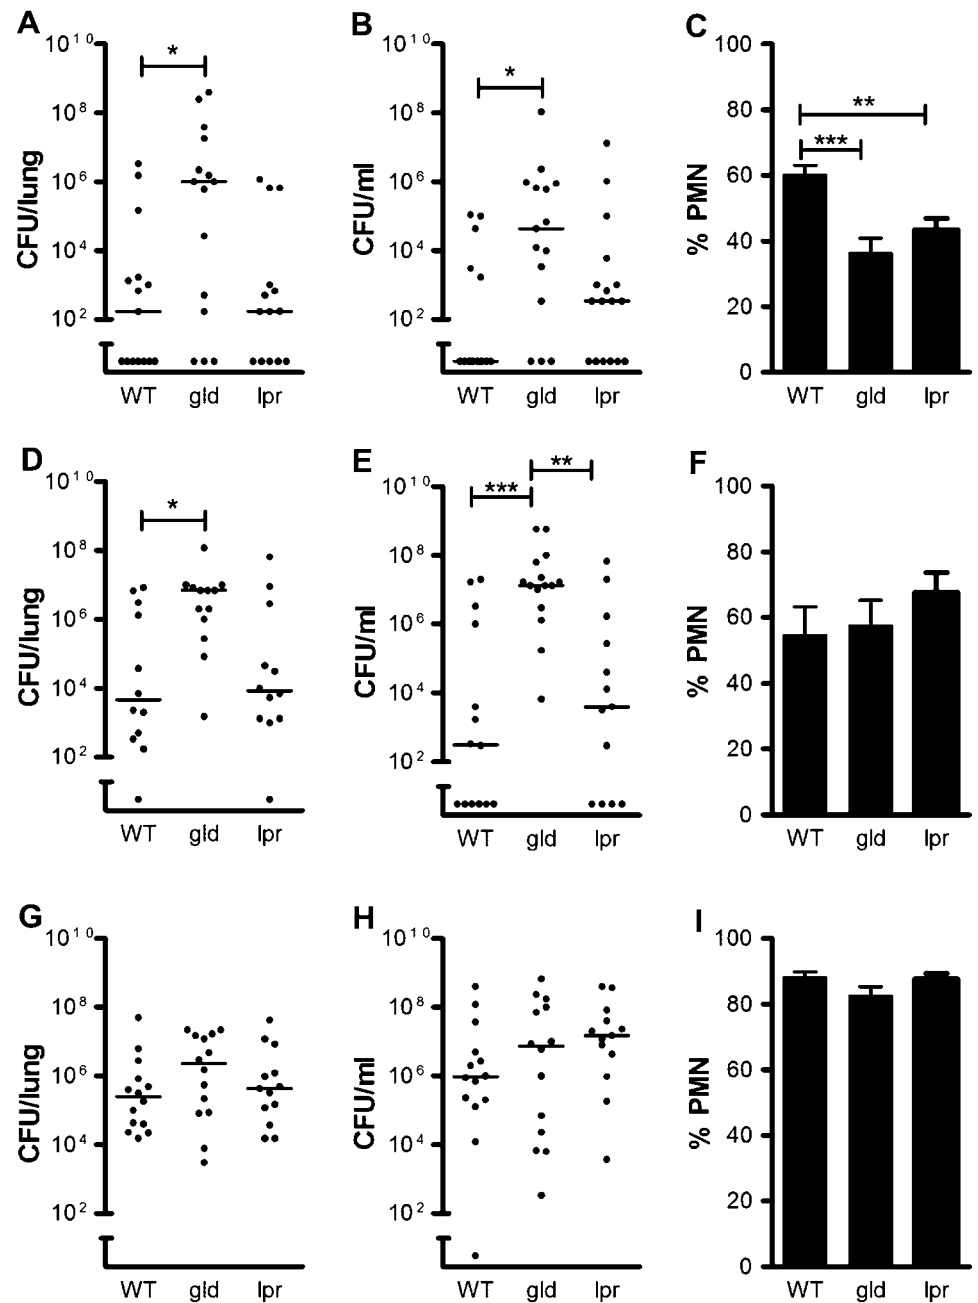 A B C
10^10 10^10 100
* * **
10^8 10^8 80
***
10^6 10^6 60
CFU/lung CFU/ml % PMN
10^4 10^4 40
10^2 10^2 20
0
WT gld lpr WT gld lpr WT gld lpr
D E F
10^10 10^10 100
* *** **
10^8 10^8 80
10^6 10^6 60
CFU/lung CFU/ml % PMN
10^4 10^4 40
10^2 10^2 20
0
WT gld lpr WT gld lpr WT gld lpr
G H I
10^10 10^10 100
10^8 10^8 80
10^6 10^6 60
CFU/lung CFU/ml % PMN
10^4 10^4 40
10^2 10^2 20
0
WT gld lpr WT gld lpr WT gld lpr